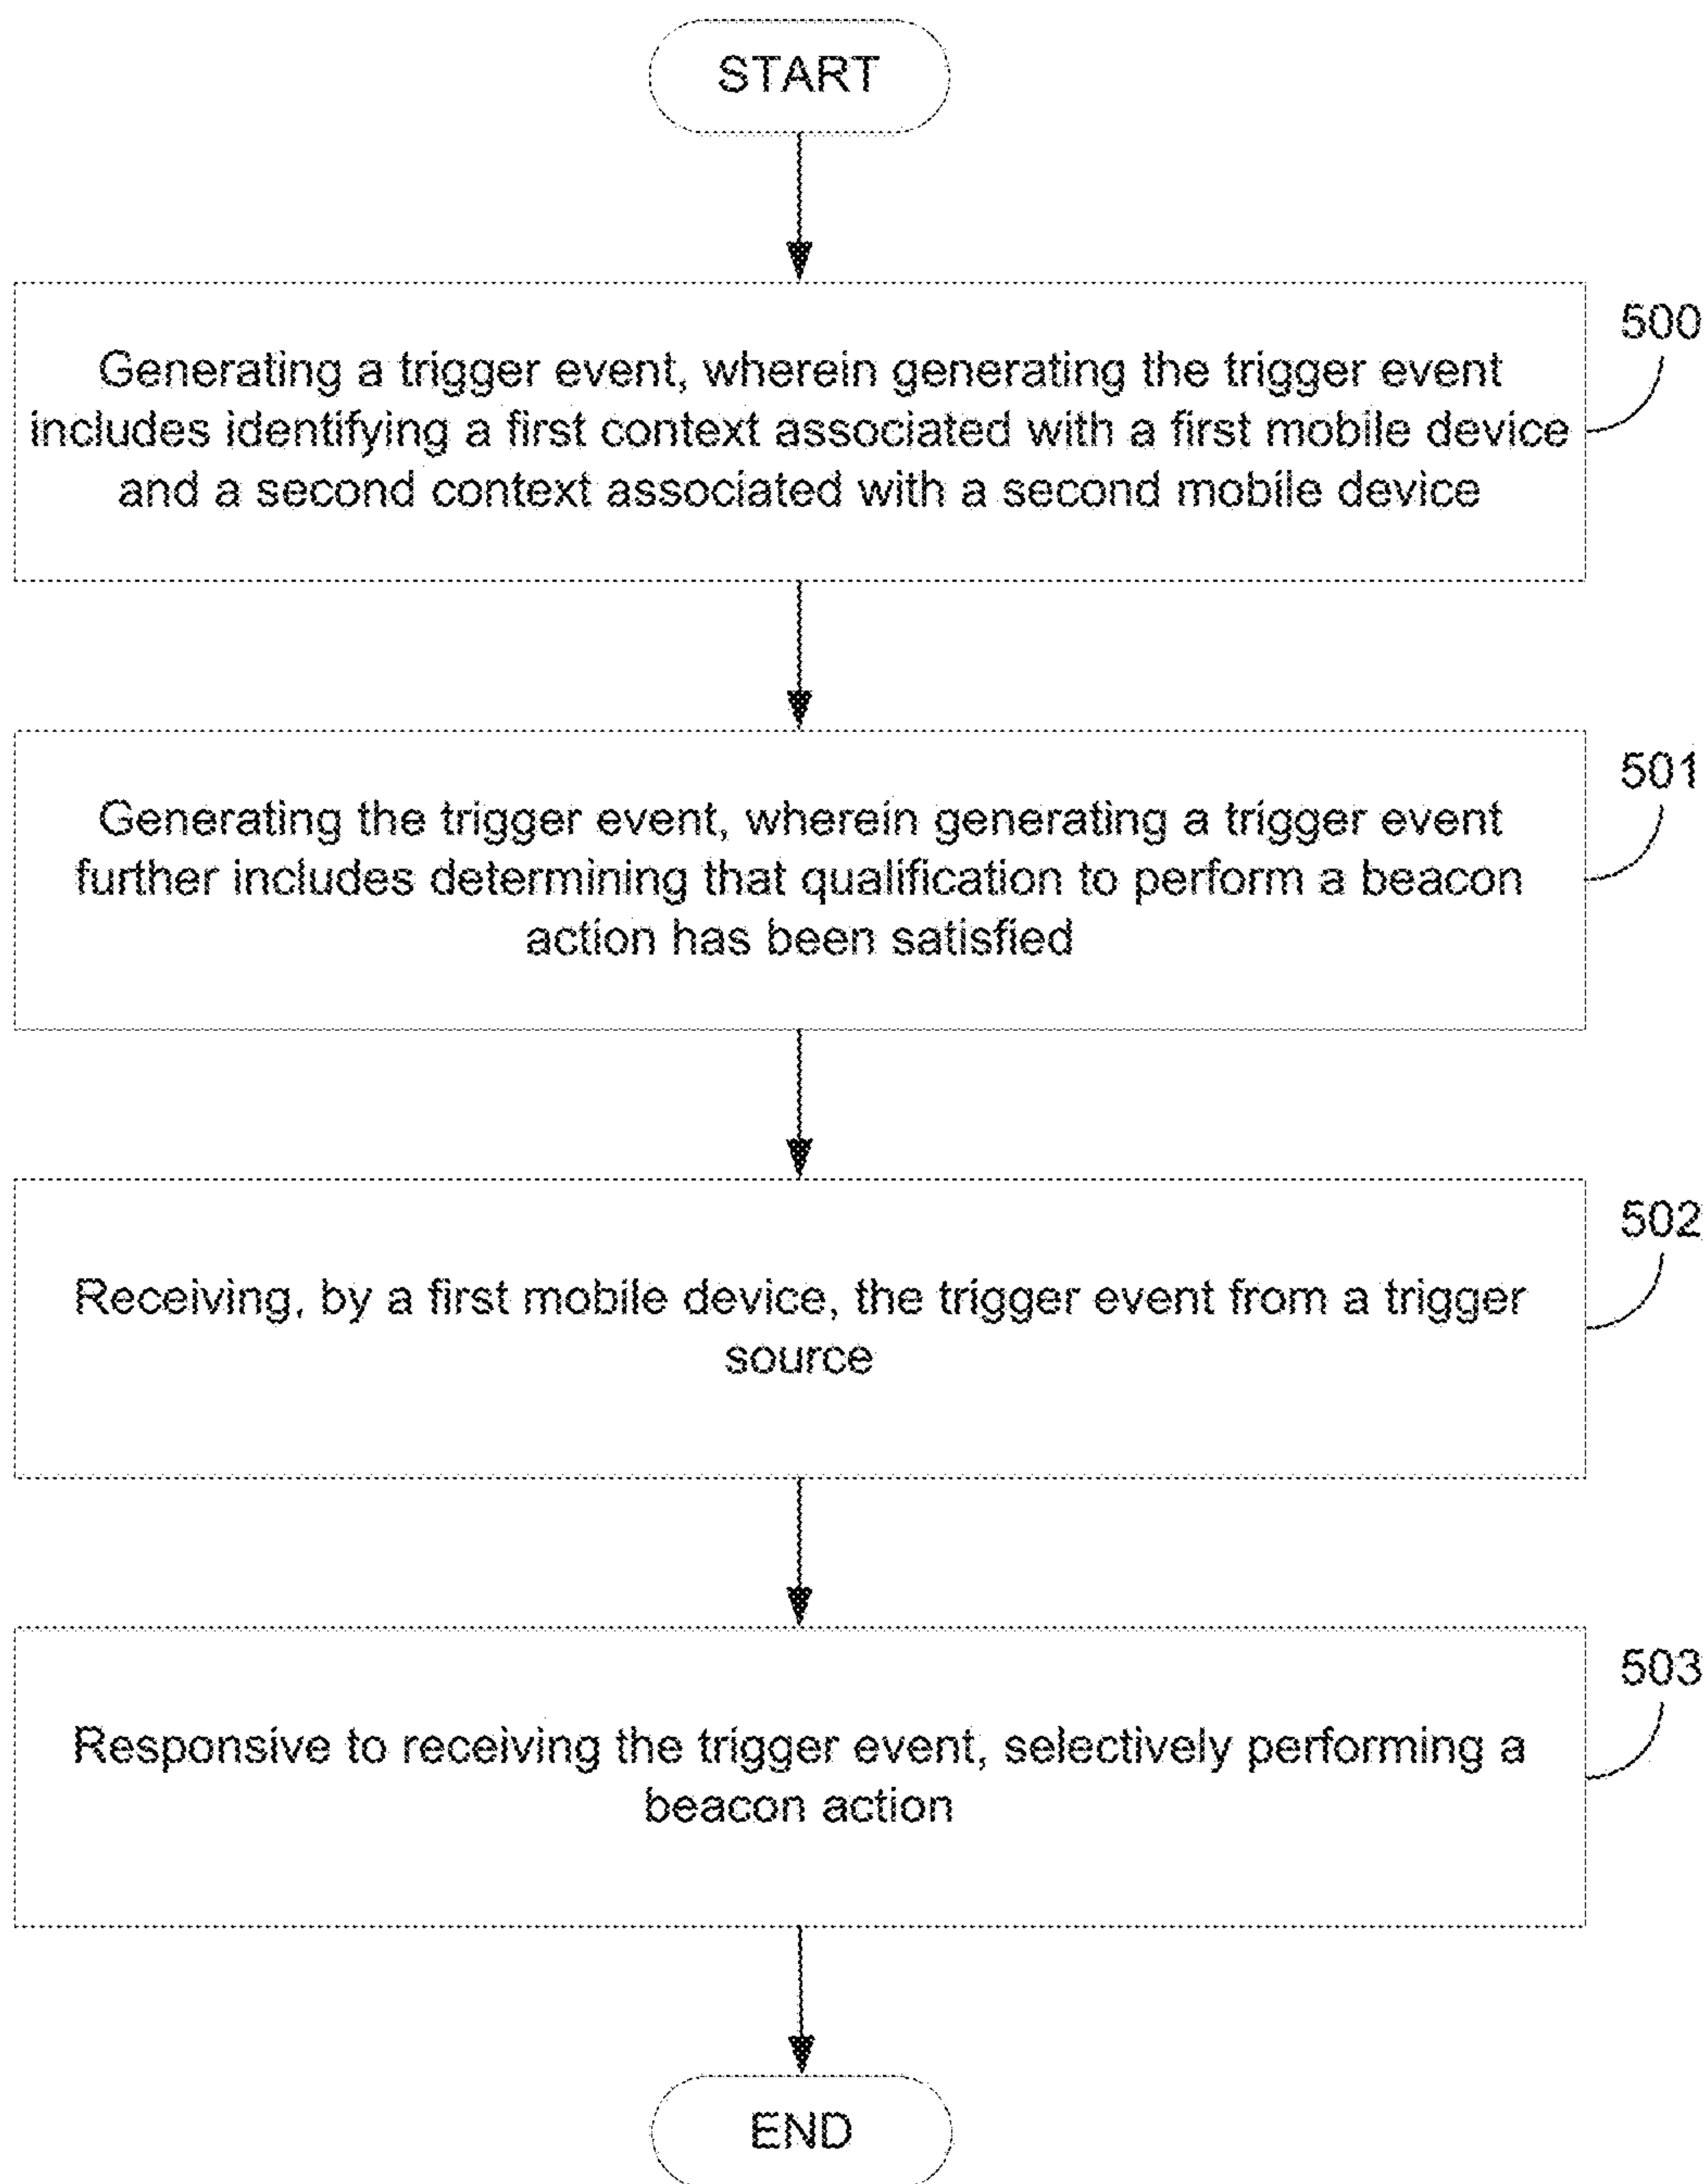 START
500
Generating a trigger event, wherein generating the trigger event
includes identifying a first context associated with a first mobile device
and a second context associated with a second mobile device
501
Generating the trigger event, wherein generating a trigger event
further includes determining that qualification to perform a beacon
action has been satisfied
502
Receiving, by a first mobile device, the trigger event from a trigger
source
503
Responsive to receiving the trigger event, selectively performing a
beacon action
END